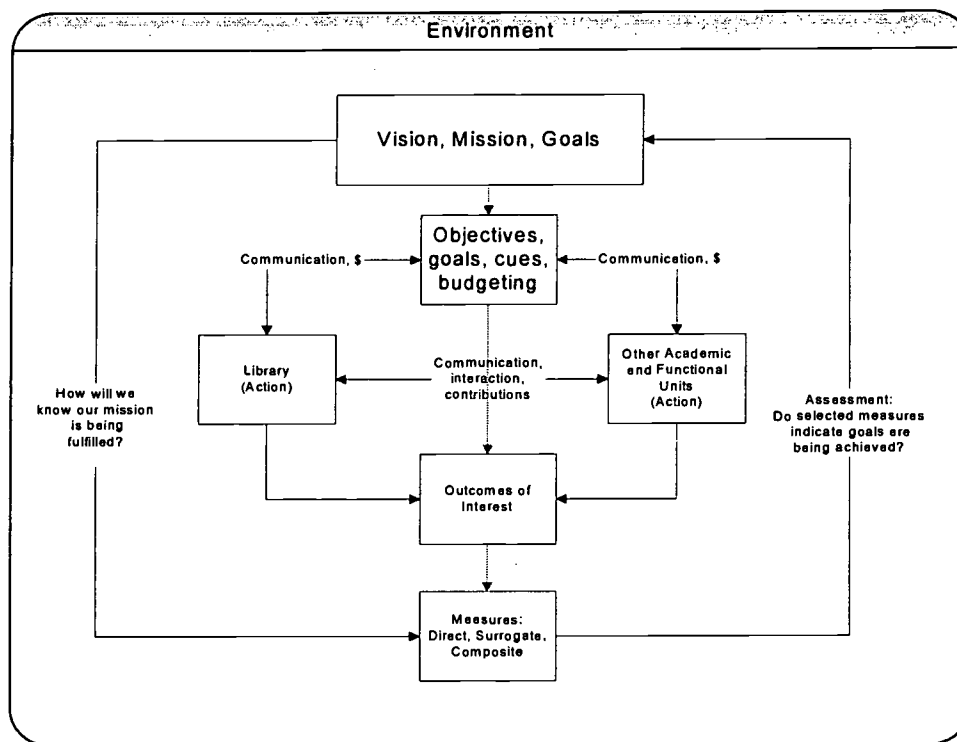 Environment
Vision, Mission, Goals
Objectives,
goals, cues,
budgeting
Communication, $
Communication, $
Library
(Action)
Communication,
interaction,
contributions
Other Academic
and Functional
Units
(Action)
How will we
know our mission
is being
fulfilled?
Assessment:
Do selected measures
indicate goals are
being achieved?
Outcomes of
Interest
Measures:
Direct, Surrogate,
Composite